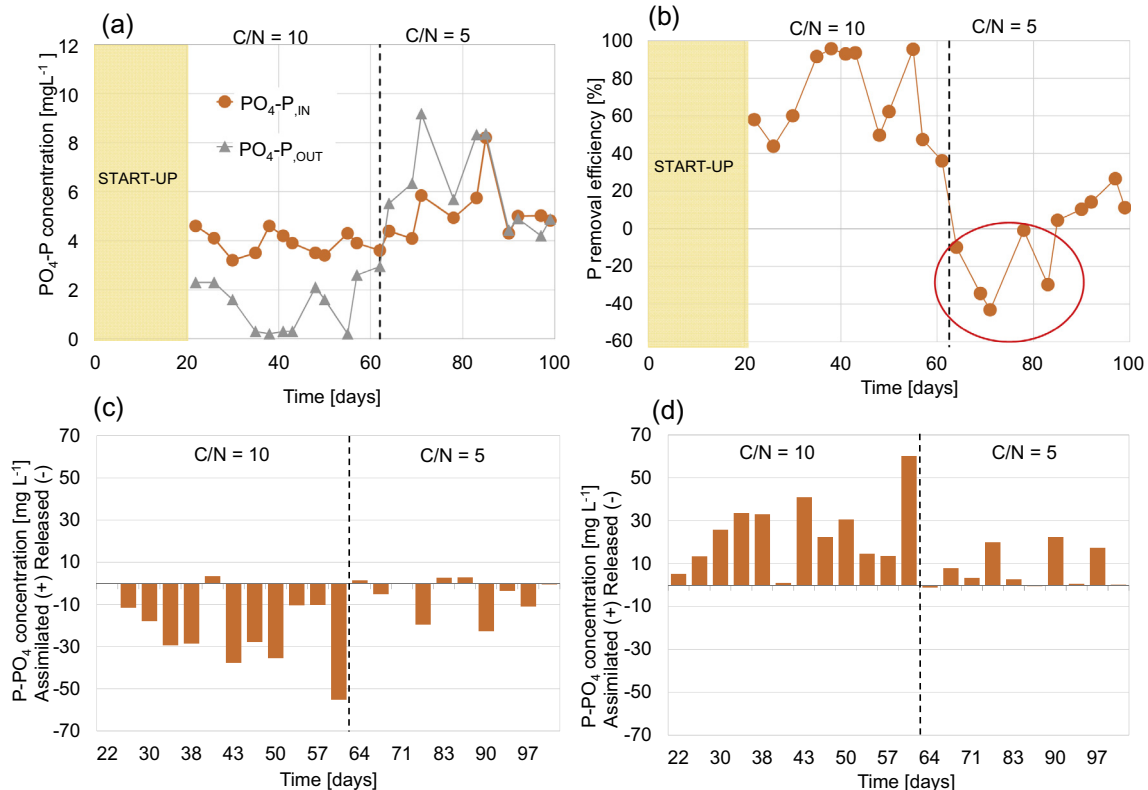 (a)
C/N = 10
C/N = 5
12
10
8
6
4
2
0
PO4-P concentration [mgL-1]
START-UP
PO4-P,IN
PO4-P,OUT
0 20 40 60 80 100
Time [days]
(b)
C/N = 10
C/N = 5
100
80
60
40
20
0
-20
-40
-60
P removal efficiency [%]
START-UP
0 20 40 60 80 100
Time [days]
(c)
C/N = 10
C/N = 5
70
50
30
10
-10
-30
-50
-70
P-PO4 concentration [mg L-1]
Assimilated (+) Released (-)
22 30 38 43 50 57 64 71 83 90 97
Time [days]
(d)
C/N = 10
C/N = 5
70
50
30
10
-10
-30
-50
-70
P-PO4 concentration [mg L-1]
Assimilated (+) Released (-)
22 30 38 43 50 57 64 71 83 90 97
Time [days]